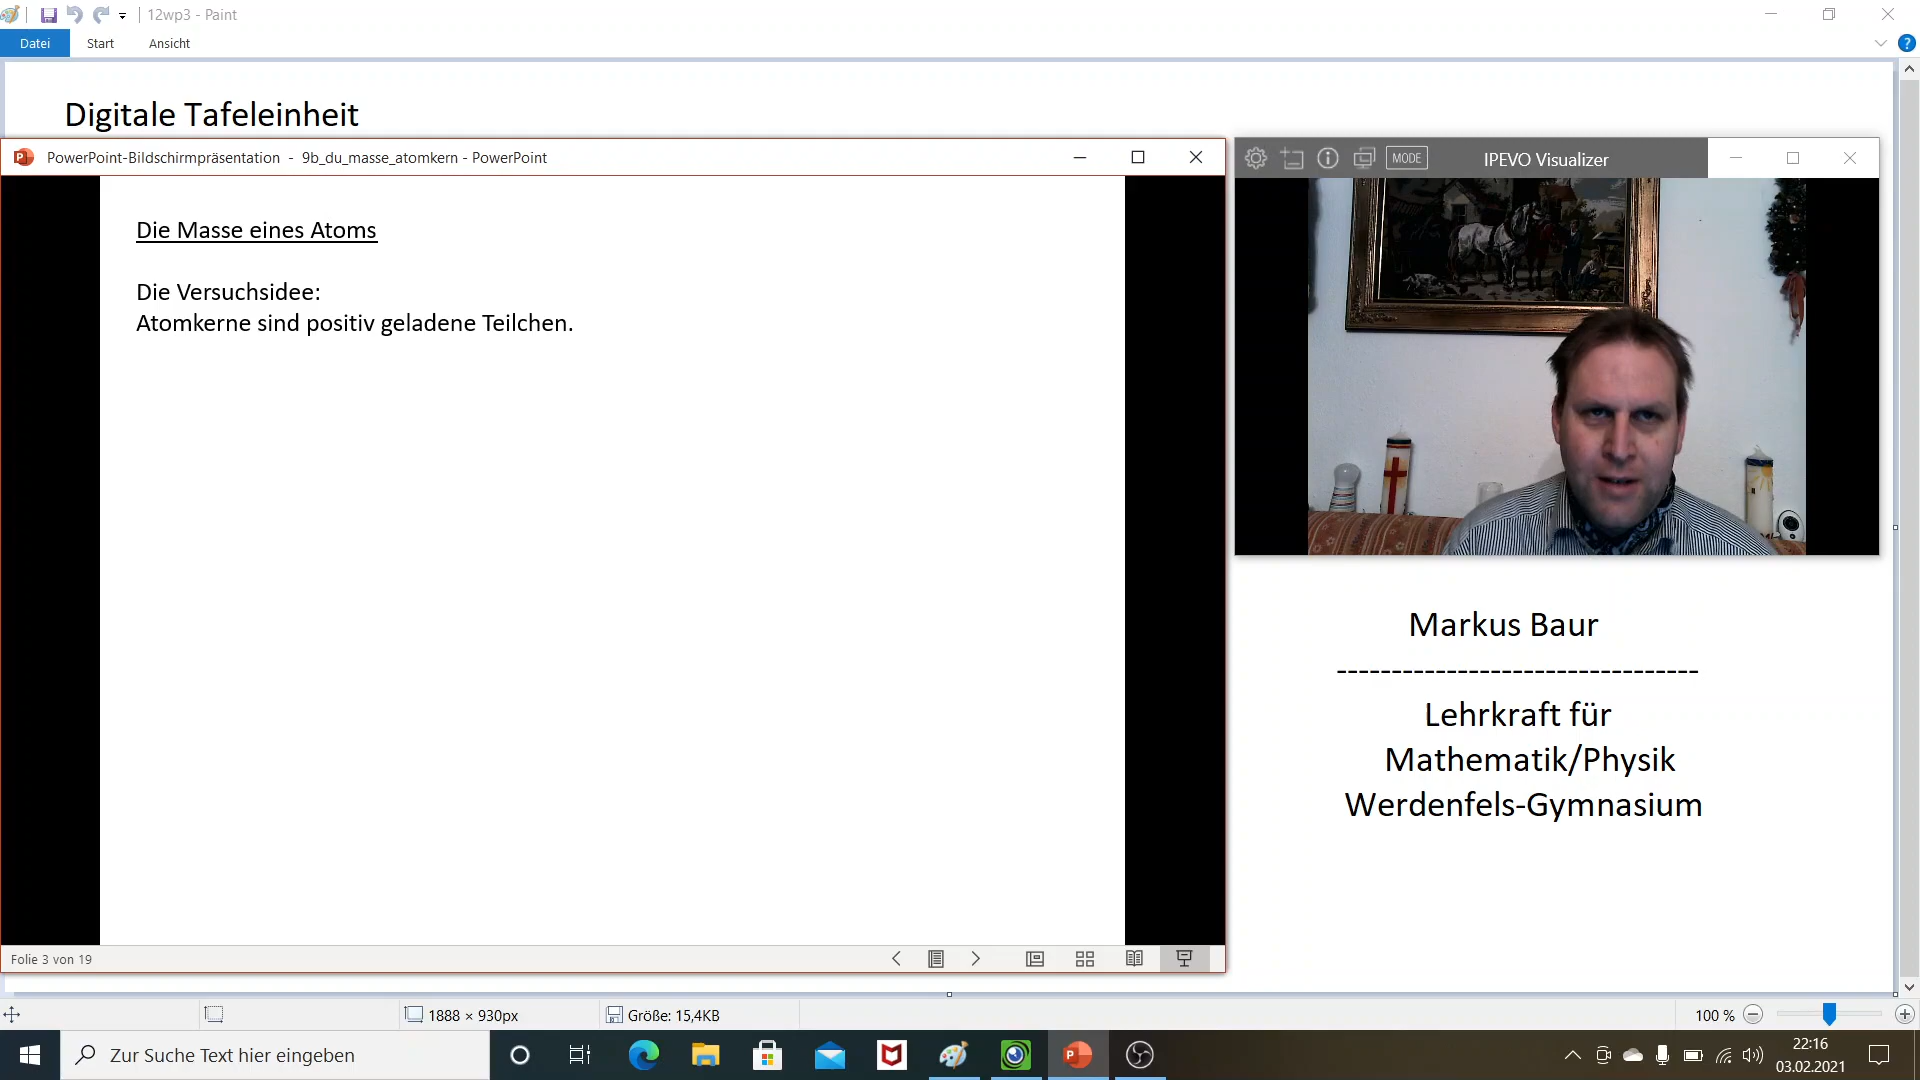 12wp3 - Paint
Datei Start Ansicht
Digitale Tafeleinheit
PowerPoint-Bildschirmpräsentation - 9b_du_masse_atomkern - PowerPoint
Die Masse eines Atoms
Die Versuchsidee:
Atomkerne sind positiv geladene Teilchen.
Folie 3 von 19
MODE IPEVO Visualizer
Markus Baur
-------------------------------
Lehrkraft für
Mathematik/Physik
Werdenfels-Gymnasium
1888 × 930px Größe: 15,4KB 100 %
Zur Suche Text hier eingeben
22:16
03.02.2021